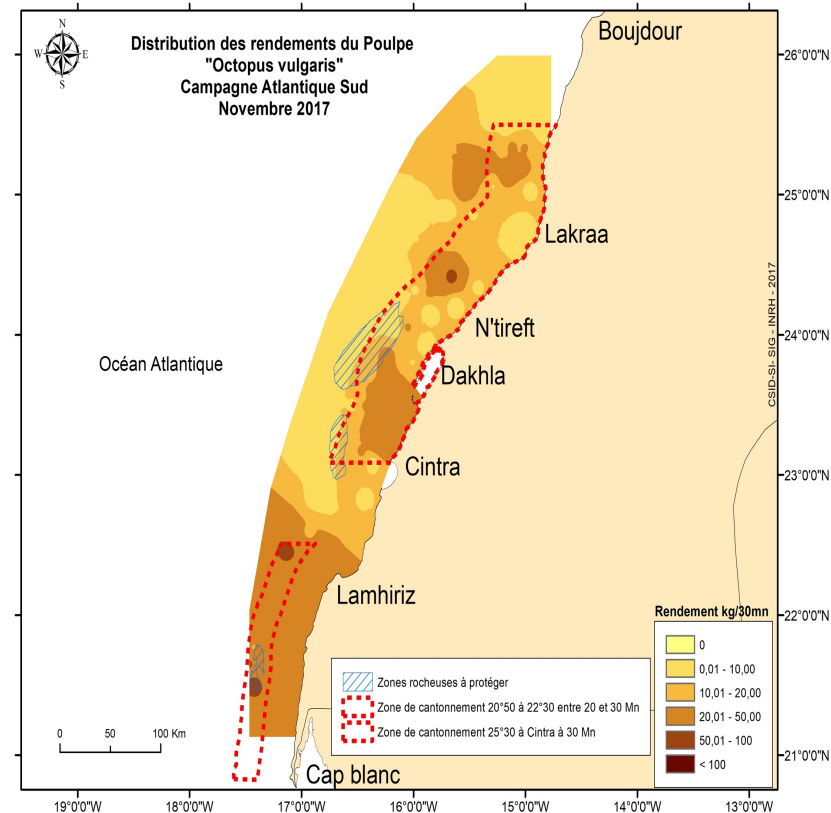 Distribution des rendements du Poulpe
"Octopus vulgaris"
Campagne Atlantique Sud
Novembre 2017
N
W
E
S
Boujdour
26°0'0"N
25°0'0"N
Lakraa
CSID-SI- SIG - INRH - 2017
N'tireft
24°0'0"N
Océan Atlantique
Dakhla
Cintra
23°0'0"N
Lamhiriz
22°0'0"N
Rendement kg/30mn
0
0,01 - 10,00
10,01 - 20,00
20,01 - 50,00
50,01 - 100
< 100
Zones rocheuses à protéger
Zone de cantonnement 20°50 à 22°30 entre 20 et 30 Mn
Zone de cantonnement 25°30 à Cintra à 30 Mn
0 50 100 Km
21°0'0"N
Cap blanc
19°0'0"W 18°0'0"W 17°0'0"W 16°0'0"W 15°0'0"W 14°0'0"W 13°0'0"W